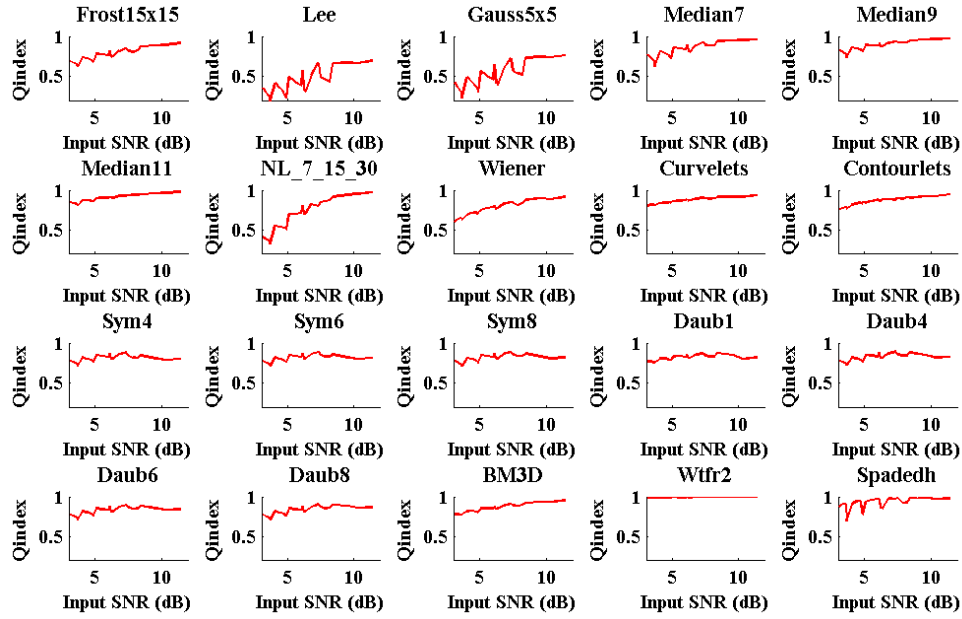 Frost15x15 Lee Gauss5x5 Median7 Median9
Qindex 1 0.5 Qindex 1 0.5 Qindex 1 0.5 Qindex 1 0.5 Qindex 1 0.5
5 10 5 10 5 10 5 10 5 10
Input SNR (dB) Input SNR (dB) Input SNR (dB) Input SNR (dB) Input SNR (dB)
Median11 NL_7_15_30 Wiener Curvelets Contourlets
Qindex 1 0.5 Qindex 1 0.5 Qindex 1 0.5 Qindex 1 0.5 Qindex 1 0.5
5 10 5 10 5 10 5 10 5 10
Input SNR (dB) Input SNR (dB) Input SNR (dB) Input SNR (dB) Input SNR (dB)
Sym4 Sym6 Sym8 Daub1 Daub4
Qindex 1 0.5 Qindex 1 0.5 Qindex 1 0.5 Qindex 1 0.5 Qindex 1 0.5
5 10 5 10 5 10 5 10 5 10
Input SNR (dB) Input SNR (dB) Input SNR (dB) Input SNR (dB) Input SNR (dB)
Daub6 Daub8 BM3D Wtfr2 Spadedh
Qindex 1 0.5 Qindex 1 0.5 Qindex 1 0.5 Qindex 1 0.5 Qindex 1 0.5
5 10 5 10 5 10 5 10 5 10
Input SNR (dB) Input SNR (dB) Input SNR (dB) Input SNR (dB) Input SNR (dB)